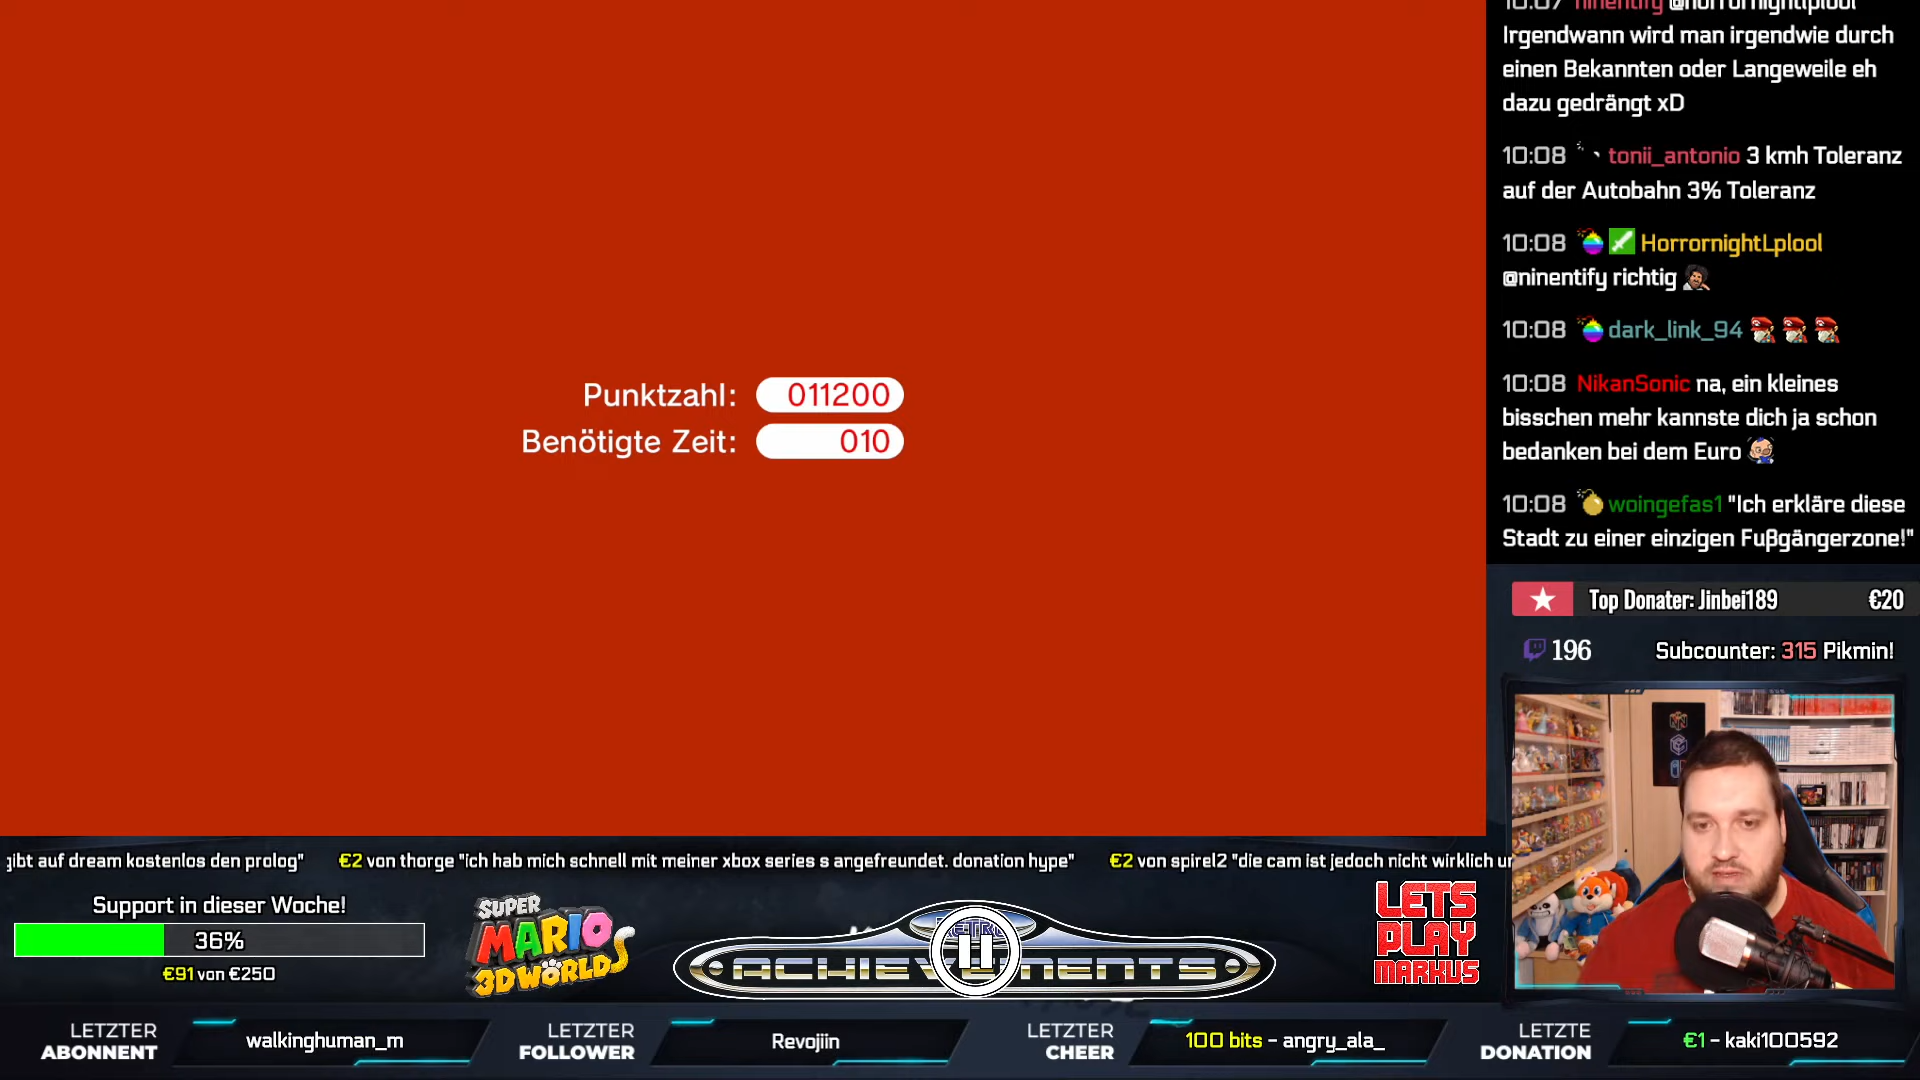 Punktzahl: 011200
Benötigte Zeit: 010
10:07 ninentify @horrornightlplool
Irgendwann wird man irgendwie durch
einen Bekannten oder Langeweile eh
dazu gedrängt xD
10:08 tonii_antonio 3 kmh Toleranz
auf der Autobahn 3% Toleranz
10:08 HorrornightLplool
@ninentify richtig
10:08 dark_link_94
10:08 NikanSonic na, ein kleines
bisschen mehr kannste dich ja schon
bedanken bei dem Euro
10:08 woingefas1 "Ich erkläre diese
Stadt zu einer einzigen Fußgängerzone!"
Top Donater: Jinbei189 €20
196 Subcounter: 315 Pikmin!
gibt auf dream kostenlos den prolog" €2 von thorge "ich hab mich schnell mit meiner xbox series s angefreundet. donation hype" €2 von spirel2 "die cam ist jedoch nicht wirklich
Support in dieser Woche!
36%
€91 von €250
SUPER
MARIO
3D WORLD
RETRO
ACHIEVEMENTS
LETS
PLAY
MARKUS
LETZTER
ABONNENT
walkinghuman_m
LETZTER
FOLLOWER
Revojiin
LETZTER
CHEER
100 bits - angry_ala_
LETZTE
DONATION
€1 - kaki100592